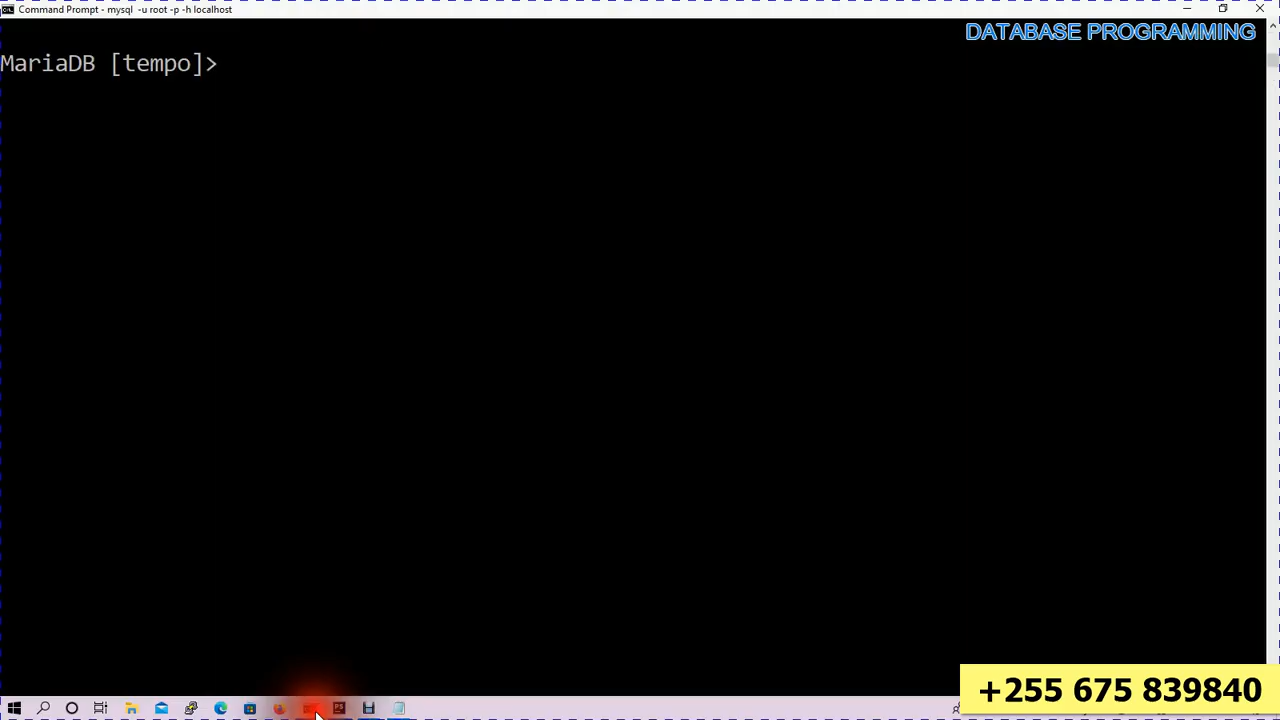 Command Prompt - mysql -u root -p -h localhost
DATABASE PROGRAMMING
MariaDB [tempo]>
+255 675 839840